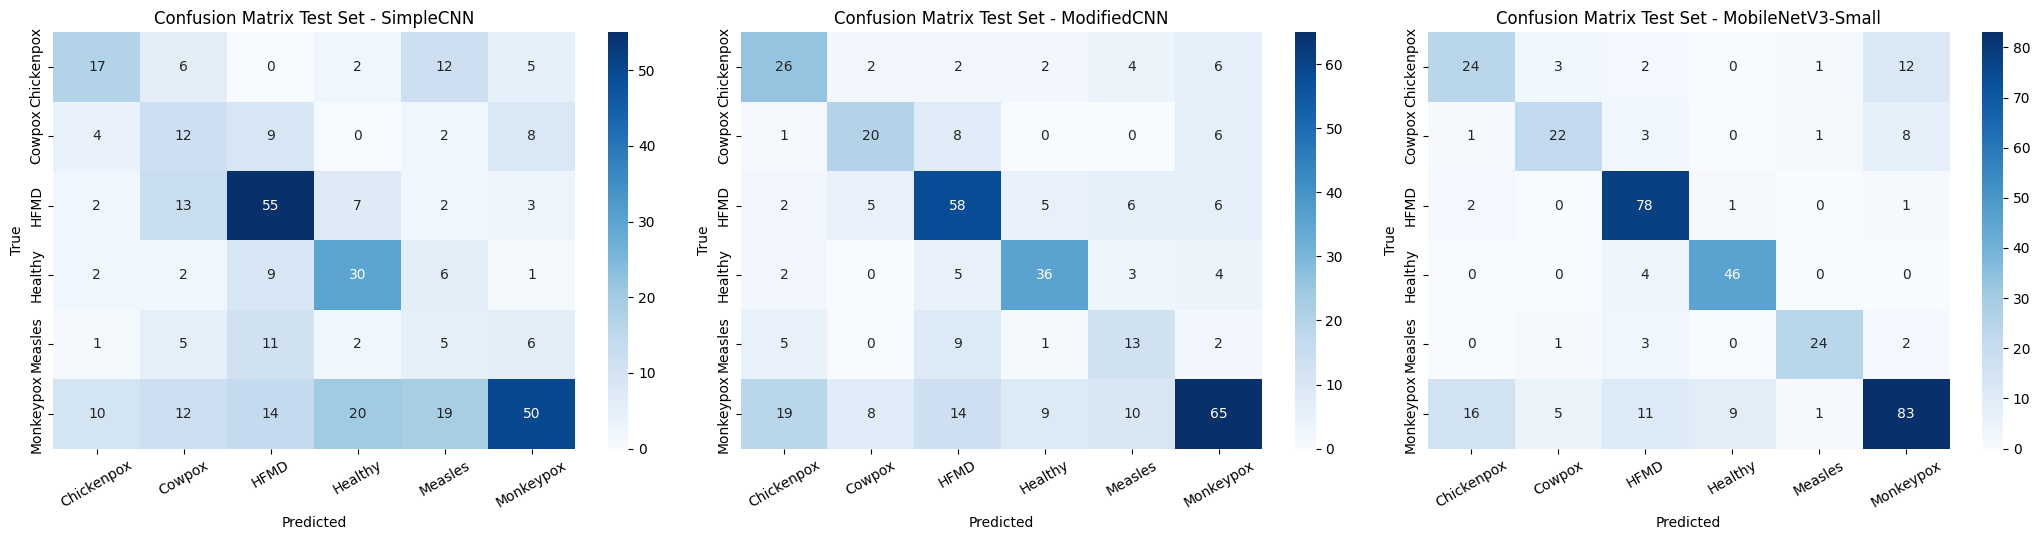 Confusion Matrix Test Set - SimpleCNN
True
Chickenpox 17 6 0 2 12 5
Cowpox 4 12 9 0 2 8
HFMD 2 13 55 7 2 3
Healthy 2 2 9 30 6 1
Measles 1 5 11 2 5 6
Monkeypox 10 12 14 20 19 50
Chickenpox Cowpox HFMD Healthy Measles Monkeypox
Predicted
50
40
30
20
10
0
Confusion Matrix Test Set - ModifiedCNN
True
Chickenpox 26 2 2 2 4 6
Cowpox 1 20 8 0 0 6
HFMD 2 5 58 5 6 6
Healthy 2 0 5 36 3 4
Measles 5 0 9 1 13 2
Monkeypox 19 8 14 9 10 65
Chickenpox Cowpox HFMD Healthy Measles Monkeypox
Predicted
60
50
40
30
20
10
0
Confusion Matrix Test Set - MobileNetV3-Small
True
Chickenpox 24 3 2 0 1 12
Cowpox 1 22 3 0 1 8
HFMD 2 0 78 1 0 1
Healthy 0 0 4 46 0 0
Measles 0 1 3 0 24 2
Monkeypox 16 5 11 9 1 83
Chickenpox Cowpox HFMD Healthy Measles Monkeypox
Predicted
80
70
60
50
40
30
20
10
0